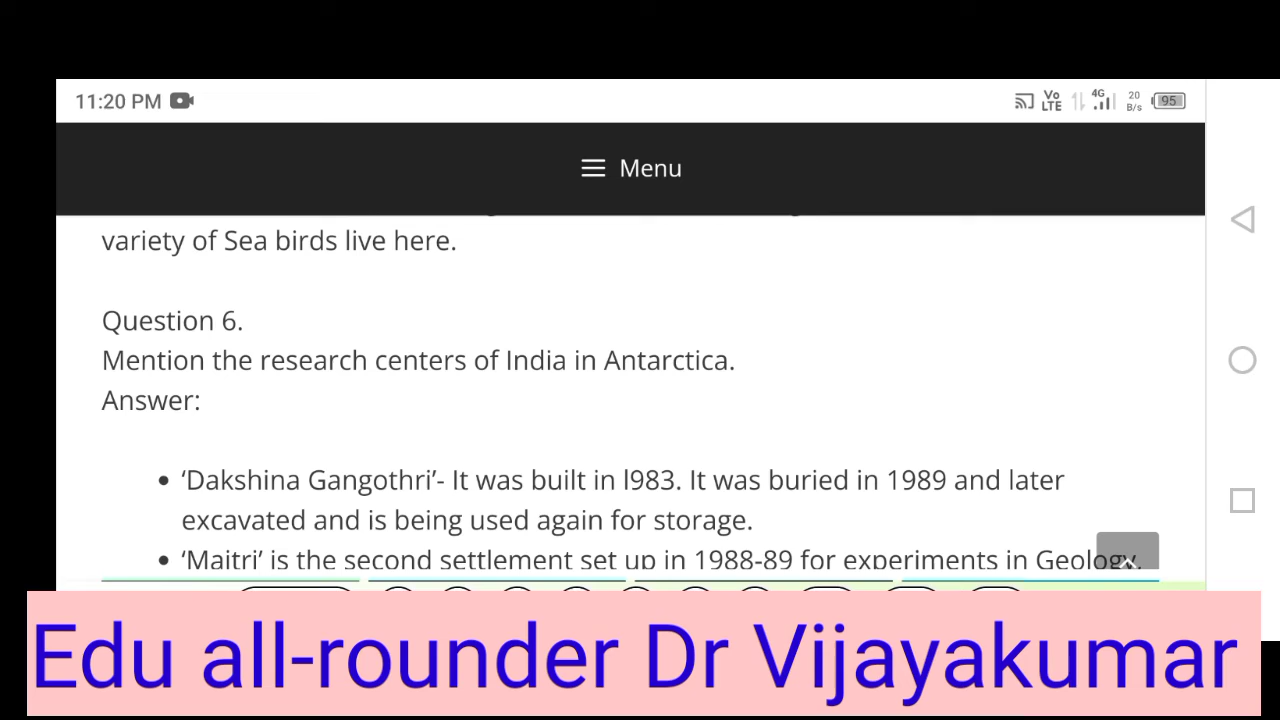 11:20 PM
Vo LTE 4G 20 B/s 95
Menu
variety of Sea birds live here.
Question 6.
Mention the research centers of India in Antarctica.
Answer:
• ‘Dakshina Gangothri’- It was built in l983. It was buried in 1989 and later
excavated and is being used again for storage.
• ‘Maitri’ is the second settlement set up in 1988-89 for experiments in Geology,
Edu all-rounder Dr Vijayakumar